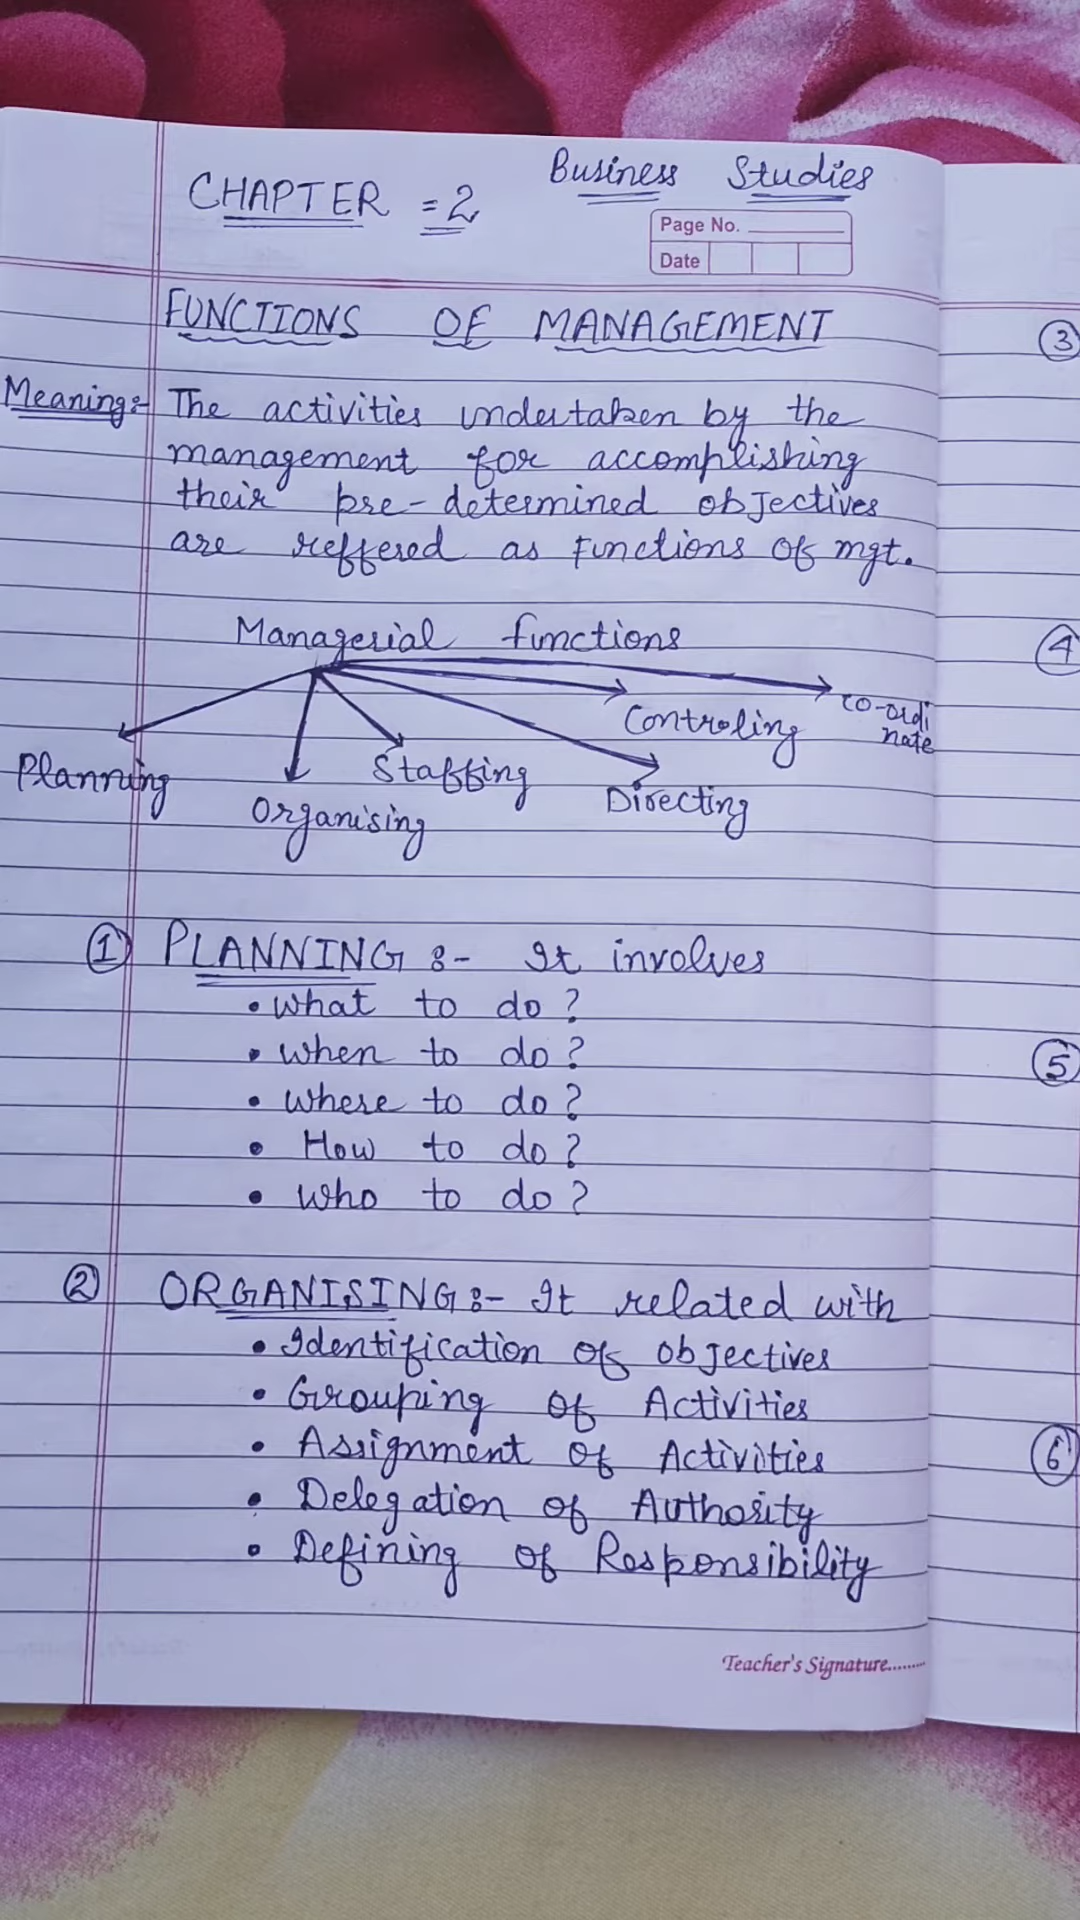 Business Studies
CHAPTER = 2
Page No.
Date
FUNCTIONS OF MANAGEMENT
Meaning:- The activities undertaken by the
management for accomplishing
their pre-determined objectives
are reffered as Functions of mgt.
Managerial functions
Planning
Organising
Staffing
Directing
Controling
co-ordi
nate
① PLANNING :- It involves
• What to do?
• When to do?
• Where to do?
• How to do?
• Who to do?
② ORGANISING:- It related with
• Identification of objectives
• Grouping of Activities
• Assignment of Activities
• Delegation of Authority
• Defining of Responsibility
Teacher's Signature........
③
④
⑤
⑥